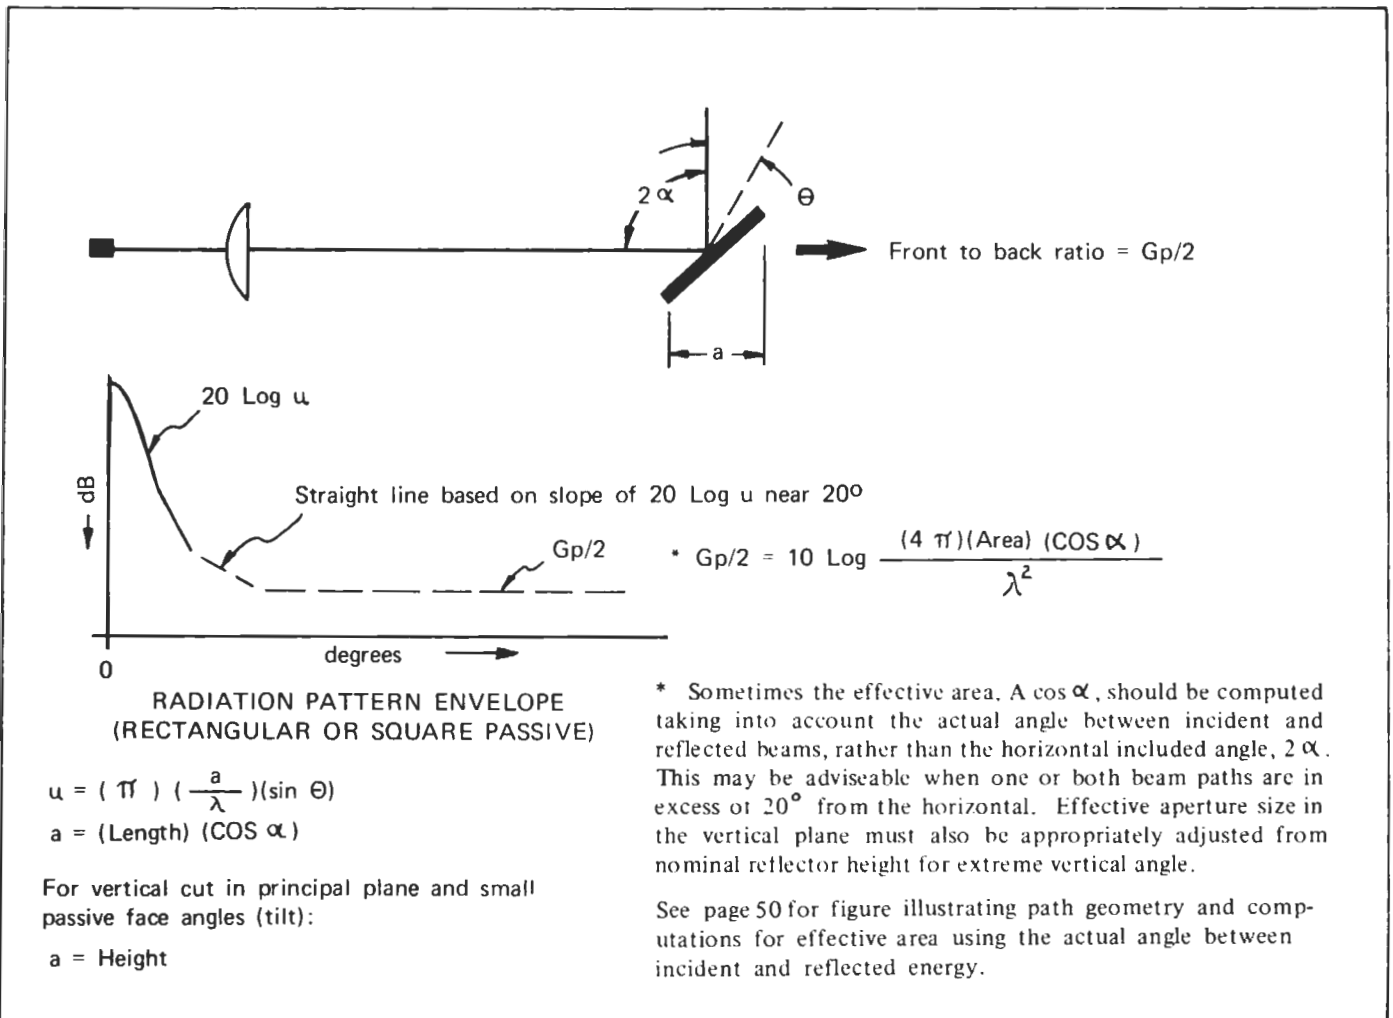 2 α
θ
Front to back ratio = Gp/2
a
20 Log u
dB
Straight line based on slope of 20 Log u near 20º
Gp/2
* Gp/2 = 10 Log (4 π)(Area) (COS α) / λ²
degrees
0
RADIATION PATTERN ENVELOPE
(RECTANGULAR OR SQUARE PASSIVE)
u = ( π ) ( a / λ )(sin θ)
a = (Length) (COS α)
For vertical cut in principal plane and small
passive face angles (tilt):
a = Height
* Sometimes the effective area, A cos α, should be computed
taking into account the actual angle between incident and
reflected beams, rather than the horizontal included angle, 2 α.
This may be adviseable when one or both beam paths are in
excess of 20° from the horizontal. Effective aperture size in
the vertical plane must also be appropriately adjusted from
nominal reflector height for extreme vertical angle.
See page 50 for figure illustrating path geometry and comp-
utations for effective area using the actual angle between
incident and reflected energy.